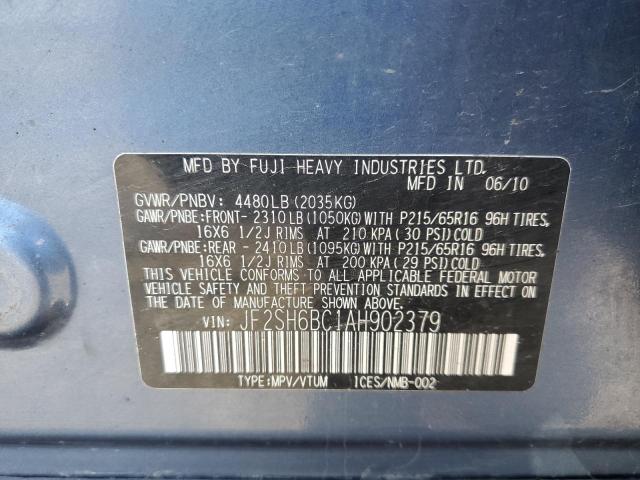 MFD BY FUJI HEAVY INDUSTRIES LTD.
MFD IN 06/10
GVWR/PNBV: 4480LB(2035KG)
GAWR/PNBE:FRONT- 2310LB(1050KG)WITH P215/65R16 96H TIRES,
16X6 1/2J RIMS AT 210 KPA(30 PSI)COLD
GAWR/PNBE:REAR - 2410LB(1095KG)WITH P215/65R16 96H TIRES,
16X6 1/2J RIMS AT 200 KPA(29 PSI)COLD
THIS VEHICLE CONFORMS TO ALL APPLICABLE FEDERAL MOTOR
VEHICLE SAFETY AND THEFT PREVENTION STANDARDS IN EFFECT
ON THE DATE OF MANUFACTURE SHOWN ABOVE.
VIN: JF2SH6BC1AH902379
TYPE:MPV/VTUM ICES/NMB-002